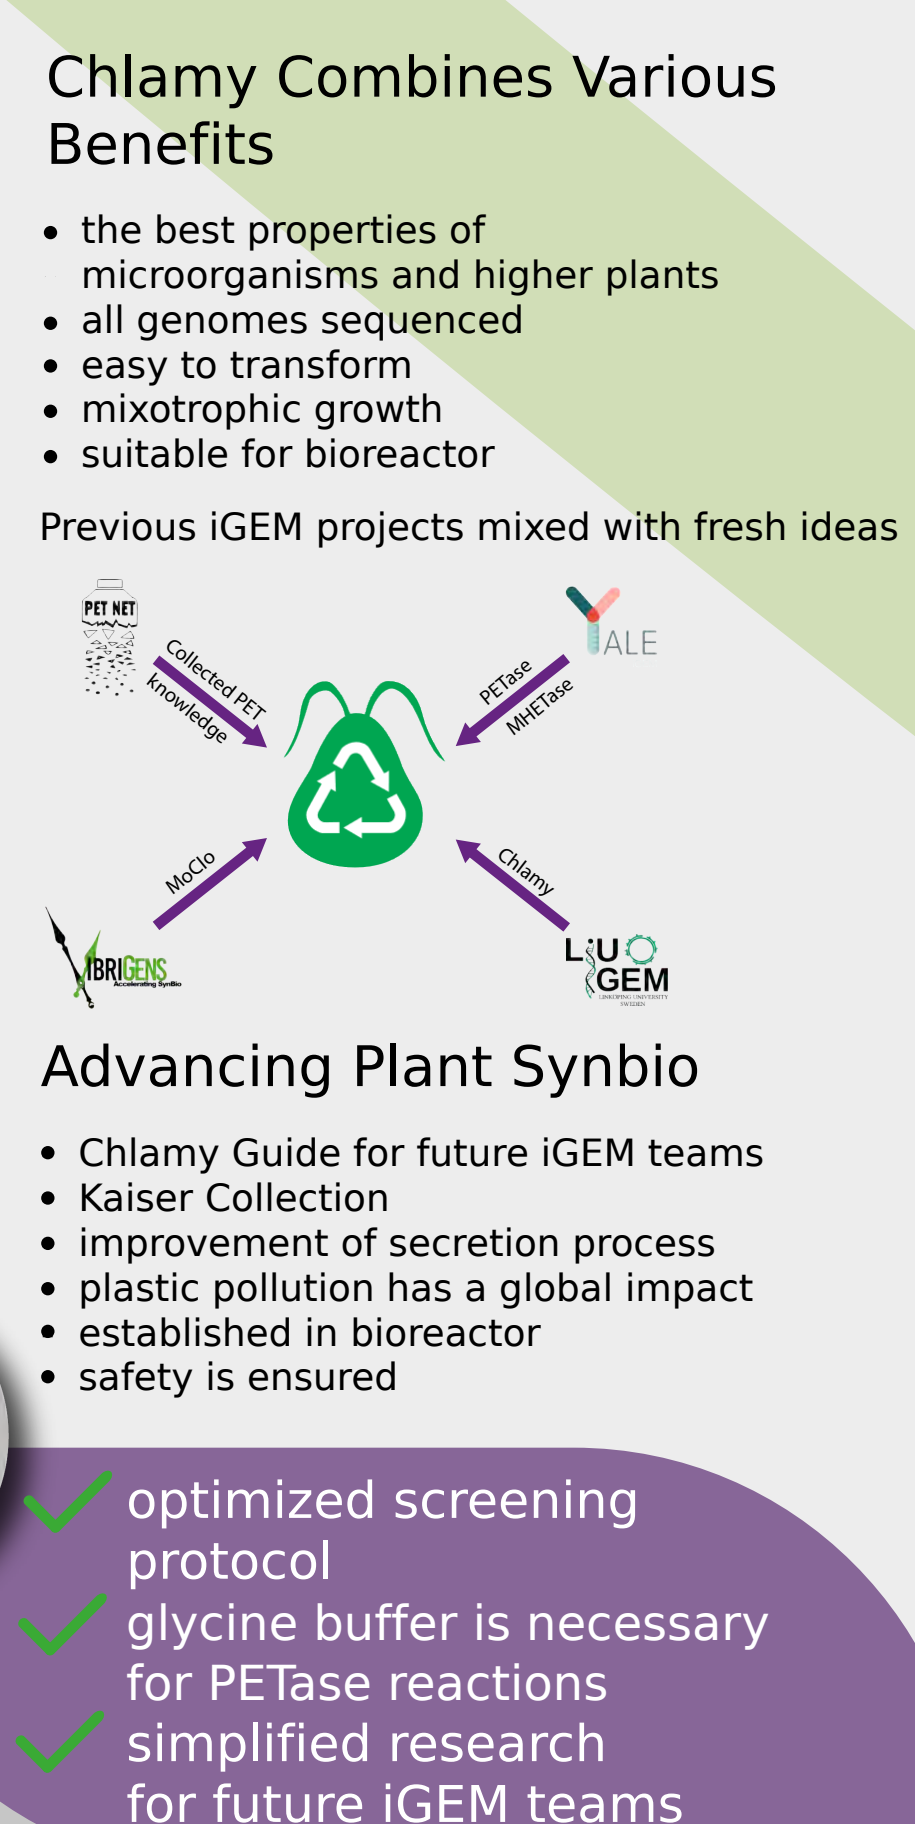 Chlamy Combines Various
Benefits
the best properties of
microorganisms and higher plants
all genomes sequenced
easy to transform
mixotrophic growth
suitable for bioreactor
Previous iGEM projects mixed with fresh ideas
PET NET
YALE
Collected PET
knowledge
PETase
MHETase
MoClo
Chlamy
VIBRIGENS
Accelerating SynBio
LiU
iGEM
LINKÖPING UNIVERSITY
SWEDEN
Advancing Plant Synbio
Chlamy Guide for future iGEM teams
Kaiser Collection
improvement of secretion process
plastic pollution has a global impact
established in bioreactor
safety is ensured
optimized screening
protocol
glycine buffer is necessary
for PETase reactions
simplified research
for future iGEM teams